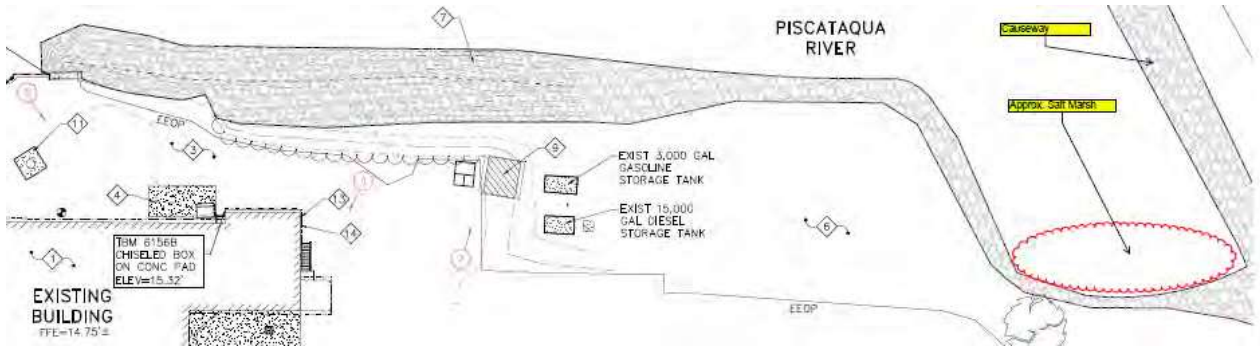 7
PISCATAQUA
RIVER
Causeway
Approx. Salt Marsh
11
EEOP
3
9
EXIST 3,000 GAL
GASOLINE
STORAGE TANK
EXIST 15,000
GAL DIESEL
STORAGE TANK
4
13
14
6
TBM 6156B
CHISELED BOX
ON CONC PAD
ELEV=15.32'
1
EXISTING
BUILDING
FFE=14.75'±
EEOP